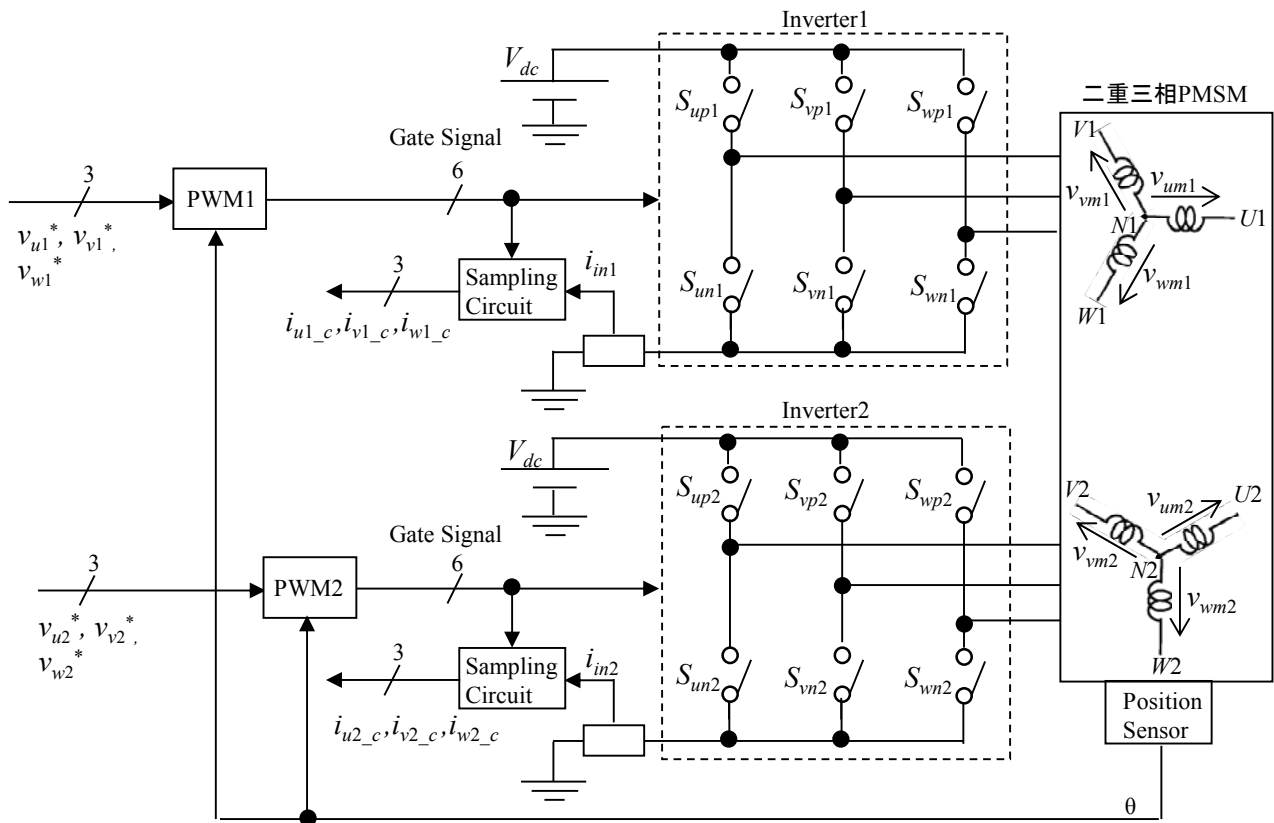 Inverter1
V_dc
S_up1
S_vp1
S_wp1
二重三相PMSM
Gate Signal
3
PWM1
6
v_u1*, v_v1*,
v_w1*
3
Sampling
Circuit
i_in1
i_u1_c, i_v1_c, i_w1_c
S_un1
S_vn1
S_wn1
V1
v_vm1
v_um1
N1
U1
v_wm1
W1
Inverter2
V_dc
S_up2
S_vp2
S_wp2
Gate Signal
3
PWM2
6
v_u2*, v_v2*,
v_w2*
3
Sampling
Circuit
i_in2
i_u2_c, i_v2_c, i_w2_c
S_un2
S_vn2
S_wn2
V2
v_um2
U2
v_vm2
N2
v_wm2
W2
Position
Sensor
θ